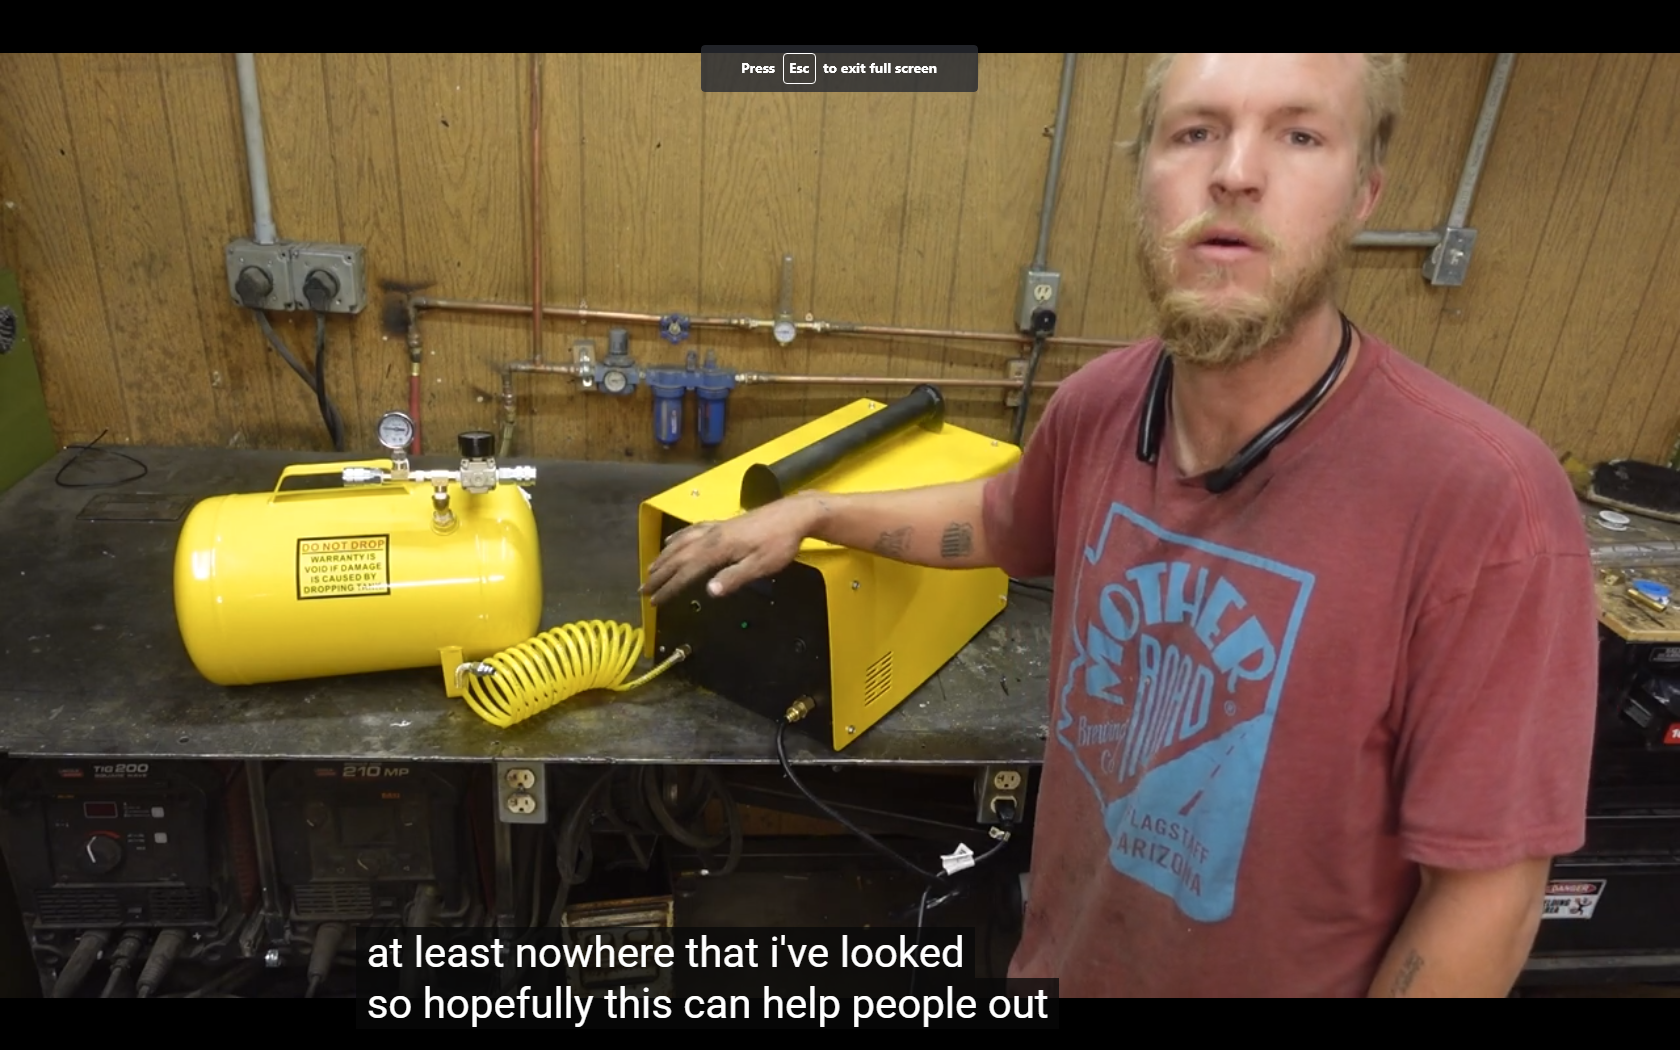 Press Esc to exit full screen
DO NOT DROP
WARRANTY IS
VOID IF DAMAGE
IS CAUSED BY
DROPPING TANK
MOTHER
ROAD
Brewing
Co
FLAGSTAFF
ARIZONA
TIG200
210 MP
DANGER
WELDING
AREA
at least nowhere that i've looked
so hopefully this can help people out